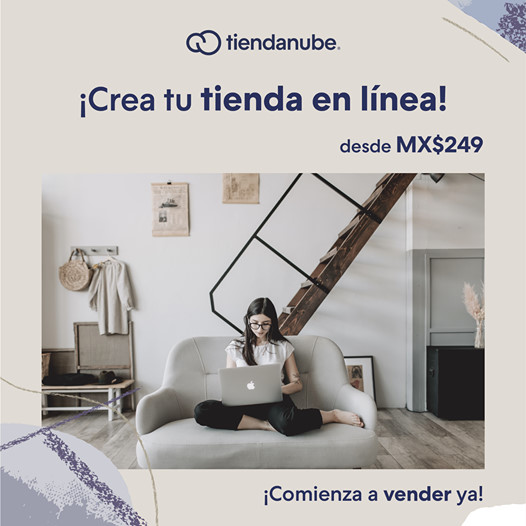 tiendanube®
¡Crea tu tienda en línea!
desde MX$249
¡Comienza a vender ya!